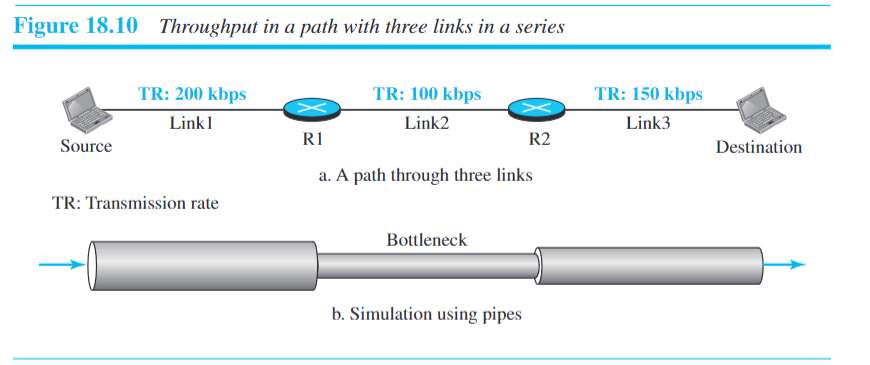 Figure 18.10 Throughput in a path with three links in a series
TR: 200 kbps TR: 100 kbps TR: 150 kbps
Link1 Link2 Link3
R1 R2
Source Destination
a. A path through three links
TR: Transmission rate
Bottleneck
b. Simulation using pipes